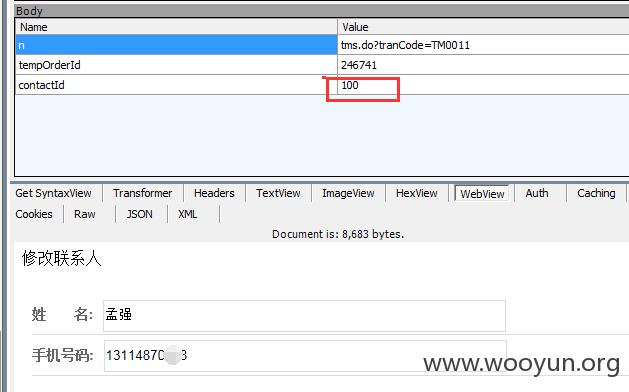 Body
Name Value
n tms.do?tranCode=TM0011
tempOrderId 246741
contactId 100
Get SyntaxView Transformer Headers TextView ImageView HexView WebView Auth Caching
Cookies Raw JSON XML
Document is: 8,683 bytes.
修改联系人
姓 名: 孟强
手机号码: 13114870 3
www.wooyun.org